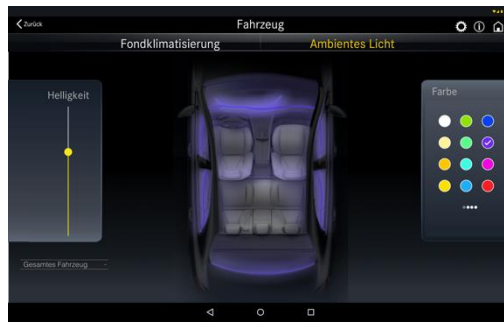 Zurück
Fahrzeug
Fondklimatisierung
Ambientes Licht
Helligkeit
Farbe
Gesamtes Fahrzeug